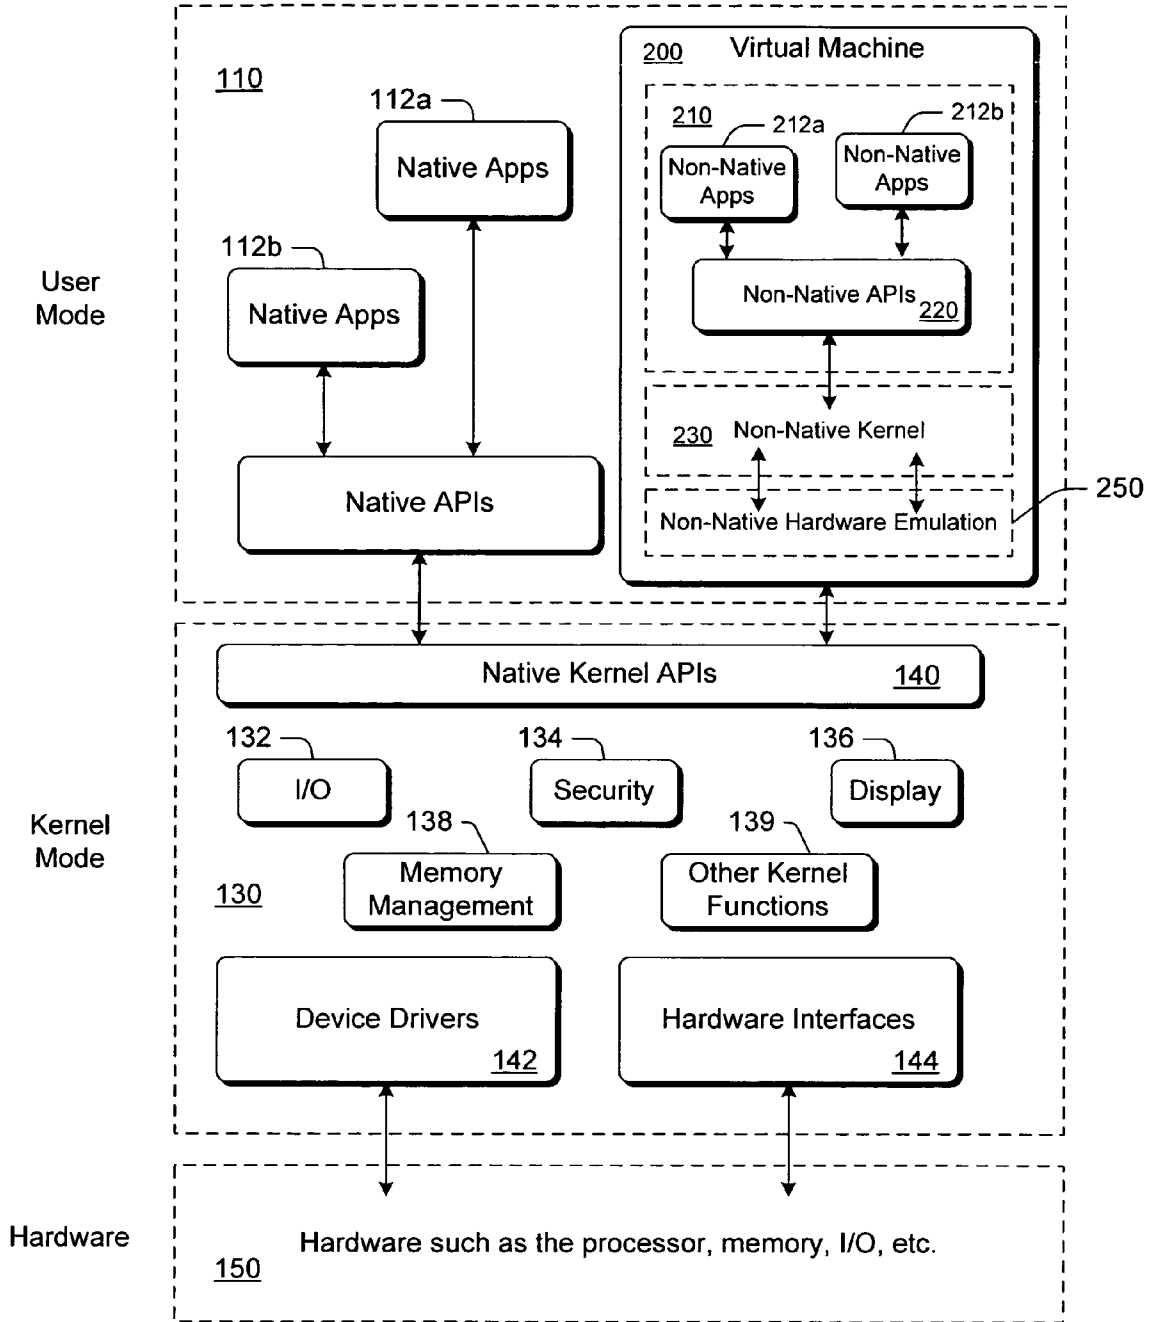 200
Virtual Machine
110
112a
Native Apps
210
212a
212b
Non-Native
Apps
Non-Native
Apps
112b
Native Apps
User
Mode
Non-Native APIs
220
230
Non-Native Kernel
Native APIs
250
Non-Native Hardware Emulation
Native Kernel APIs
140
132
I/O
134
Security
136
Display
Kernel
Mode
138
Memory
Management
139
Other Kernel
Functions
130
Device Drivers
142
Hardware Interfaces
144
Hardware
Hardware such as the processor, memory, I/O, etc.
150